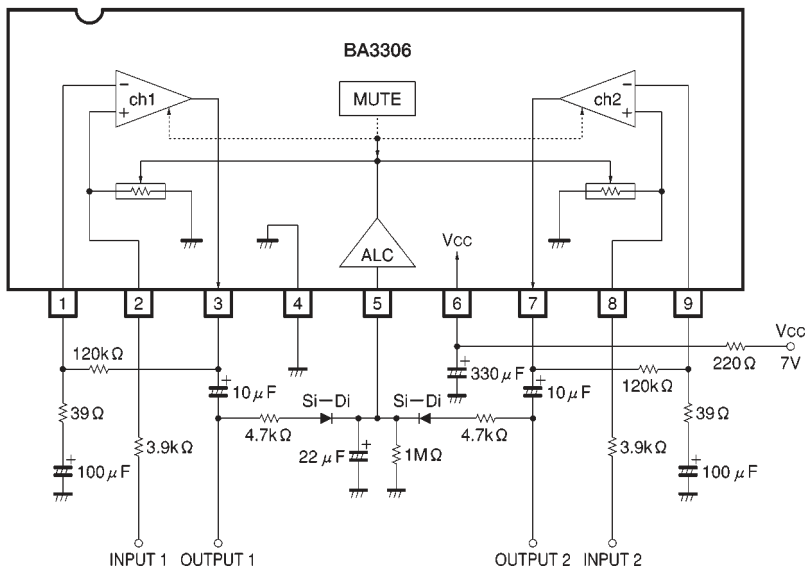 BA3306
ch1
MUTE
ch2
ALC
VCC
1 2 3 4 5 6 7 8 9
VCC
7V
220Ω
120kΩ
330μF
120kΩ
10μF
10μF
Si−Di Si−Di
39Ω
39Ω
4.7kΩ
4.7kΩ
3.9kΩ
22μF
1MΩ
3.9kΩ
100μF
100μF
INPUT 1 OUTPUT 1 OUTPUT 2 INPUT 2